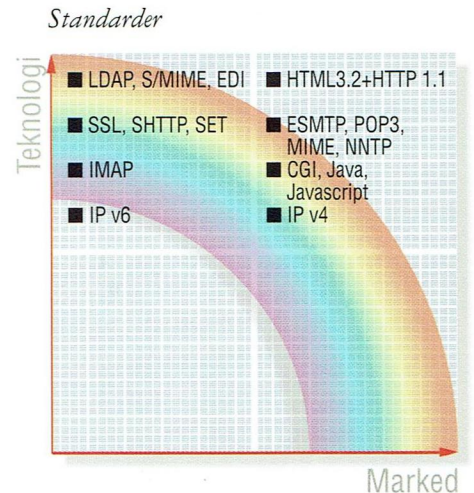 Standarder
Teknologi
■ LDAP, S/MIME, EDI
■ SSL, SHTTP, SET
■ IMAP
■ IP v6
■ HTML3.2+HTTP 1.1
■ ESMTP, POP3,
MIME, NNTP
■ CGI, Java,
Javascript
■ IP v4
Marked